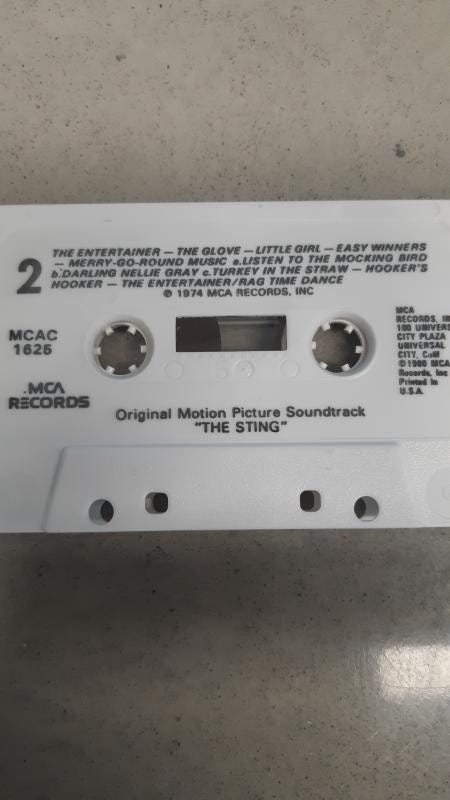 2
THE ENTERTAINER — THE GLOVE — LITTLE GIRL — EASY WINNERS
— MERRY-GO-ROUND MUSIC a.LISTEN TO THE MOCKING BIRD
b.DARLING NELLIE GRAY c.TURKEY IN THE STRAW — HOOKER'S
HOOKER — THE ENTERTAINER/RAG TIME DANCE
℗ 1974 MCA RECORDS, INC
MCAC
1625
.MCA
RECORDS
MCA
RECORDS, IN
100 UNIVERS
CITY PLAZA
UNIVERSAL
CITY,
©1980 MCA
Records, Inc
Printed in
U.S.A.
Original Motion Picture Soundtrack
"THE STING"